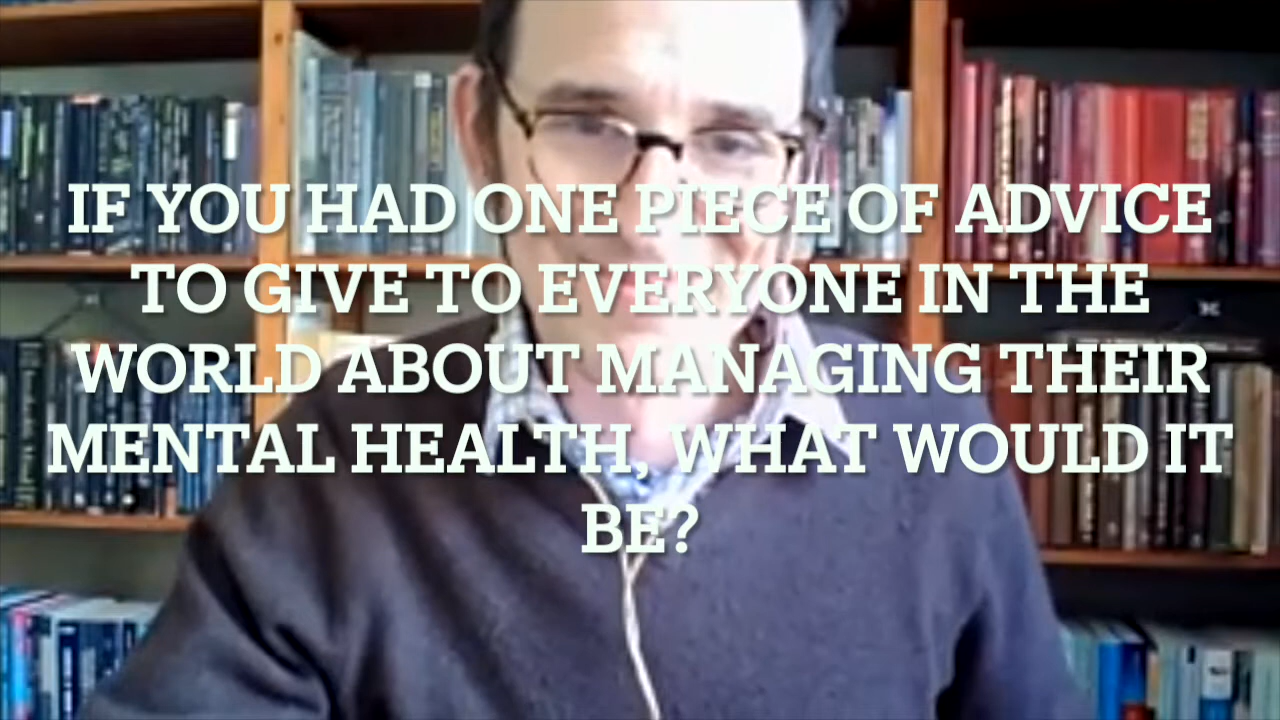 IF YOU HAD ONE PIECE OF ADVICE
TO GIVE TO EVERYONE IN THE
WORLD ABOUT MANAGING THEIR
MENTAL HEALTH, WHAT WOULD IT
BE?